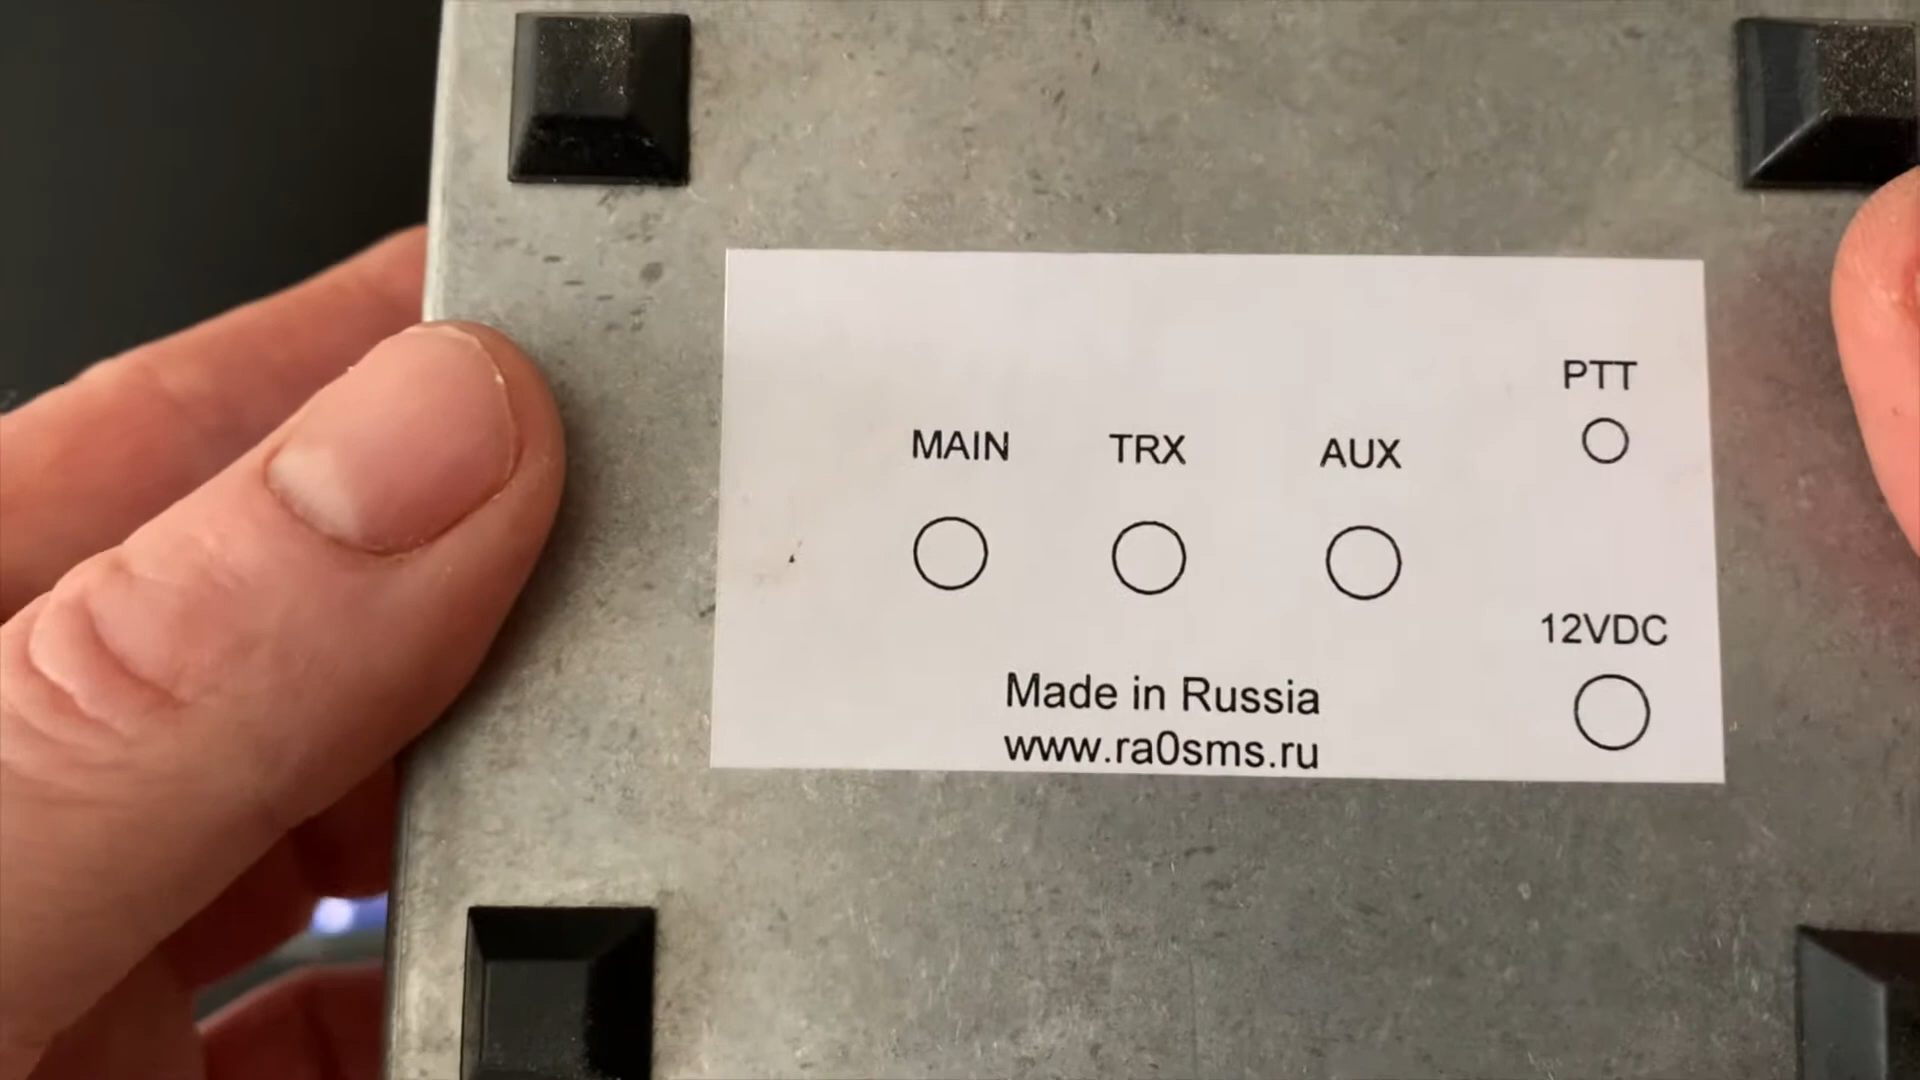 PTT
MAIN TRX AUX
12VDC
Made in Russia
www.ra0sms.ru